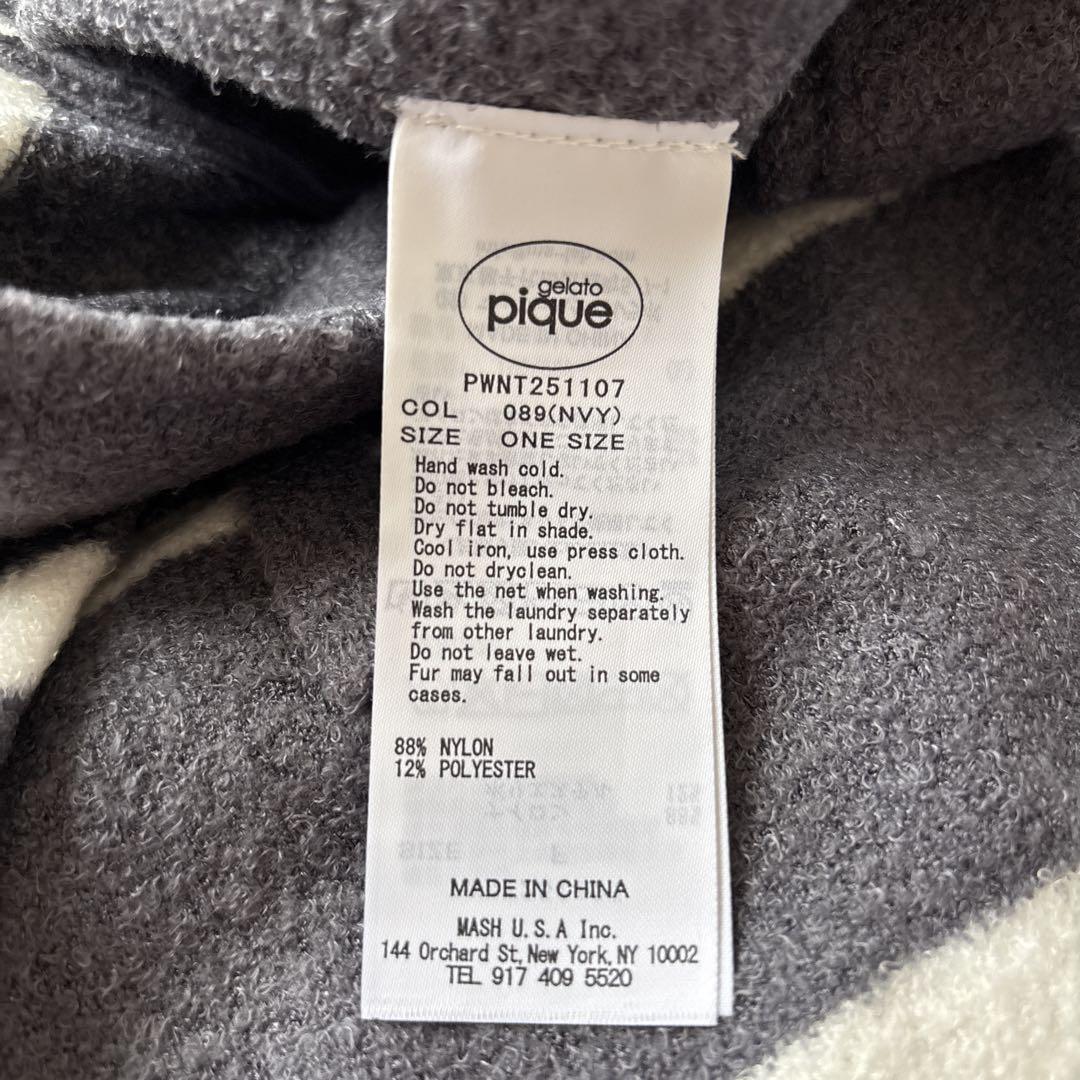 gelato
pique
PWNT251107
COL 089(NVY)
SIZE ONE SIZE
Hand wash cold.
Do not bleach.
Do not tumble dry.
Dry flat in shade.
Cool iron, use press cloth.
Do not dryclean.
Use the net when washing.
Wash the laundry separately
from other laundry.
Do not leave wet.
Fur may fall out in some
cases.
88% NYLON
12% POLYESTER
MADE IN CHINA
MASH U.S.A Inc.
144 Orchard St, New York, NY 10002
TEL 917 409 5520